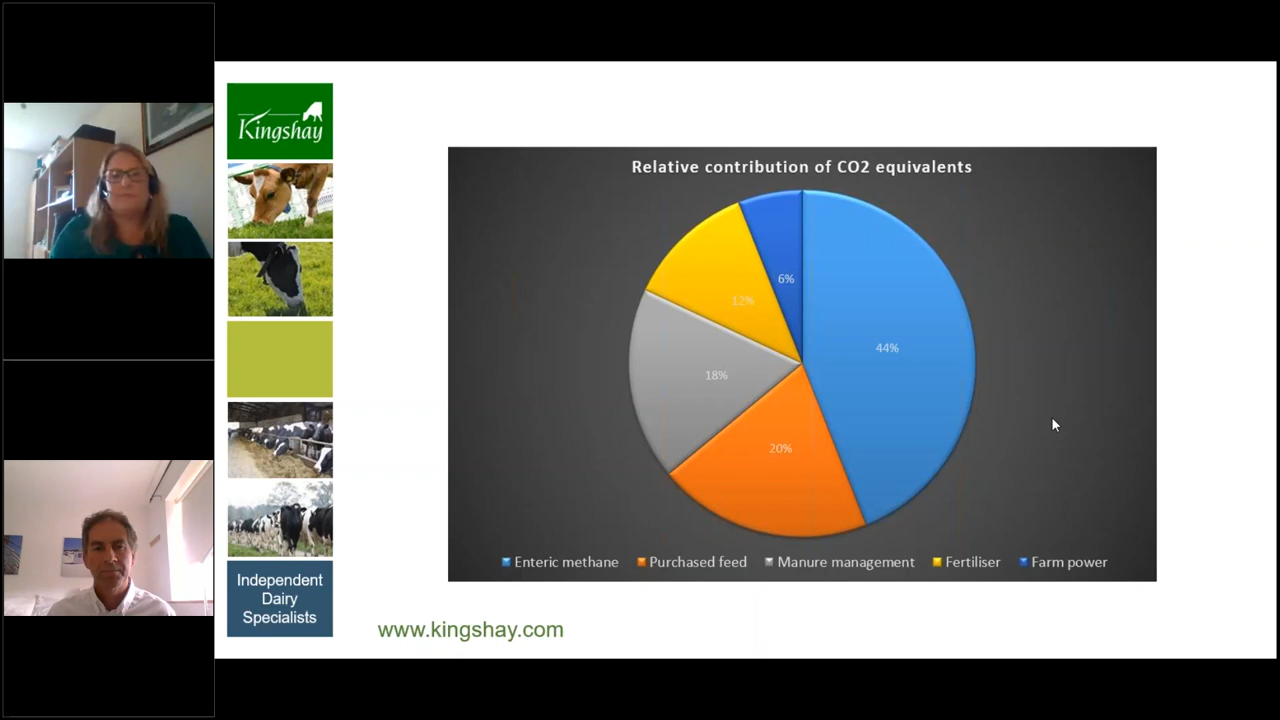 Kingshay
Relative contribution of CO2 equivalents
6%
12%
44%
18%
20%
Enteric methane
Purchased feed
Manure management
Fertiliser
Farm power
Independent
Dairy
Specialists
www.kingshay.com